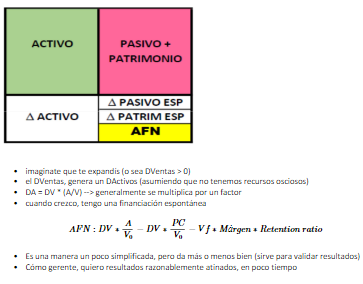 ACTIVO
PASIVO +
PATRIMONIO
Δ ACTIVO
Δ PASIVO ESP
Δ PATRIM ESP
AFN
• imaginate que te expandis (o sea DVentas > 0)
• el DVentas, genera un DActivos (asumiendo que no tenemos recursos osciosos)
• DA = DV * (A/V) --> generalmente se multiplica por un factor
• cuando crezco, tengo una financiación espontánea
AFN : DV * A/V₀ − DV * PC/V₀ − Vf * Márgen * Retention ratio
• Es una manera un poco simplificada, pero da más o menos bien (sirve para validar resultados)
• Cómo gerente, quiero resultados razonablemente atinados, en poco tiempo